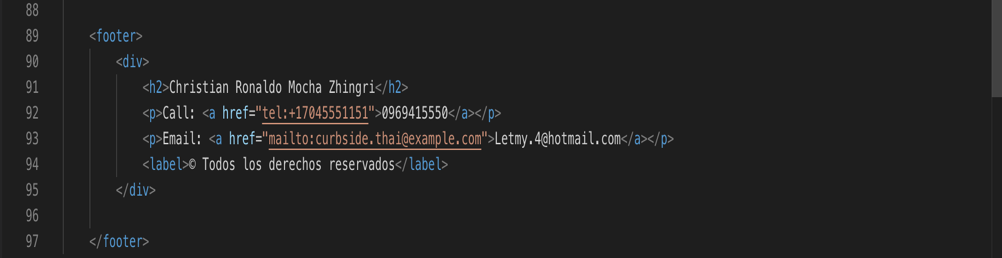 88
89 <footer>
90 <div>
91 <h2>Christian Ronaldo Mocha Zhingri</h2>
92 <p>Call: <a href="tel:+17045551151">0969415550</a></p>
93 <p>Email: <a href="mailto:curbside.thai@example.com">Letmy.4@hotmail.com</a></p>
94 <label>© Todos los derechos reservados</label>
95 </div>
96
97 </footer>